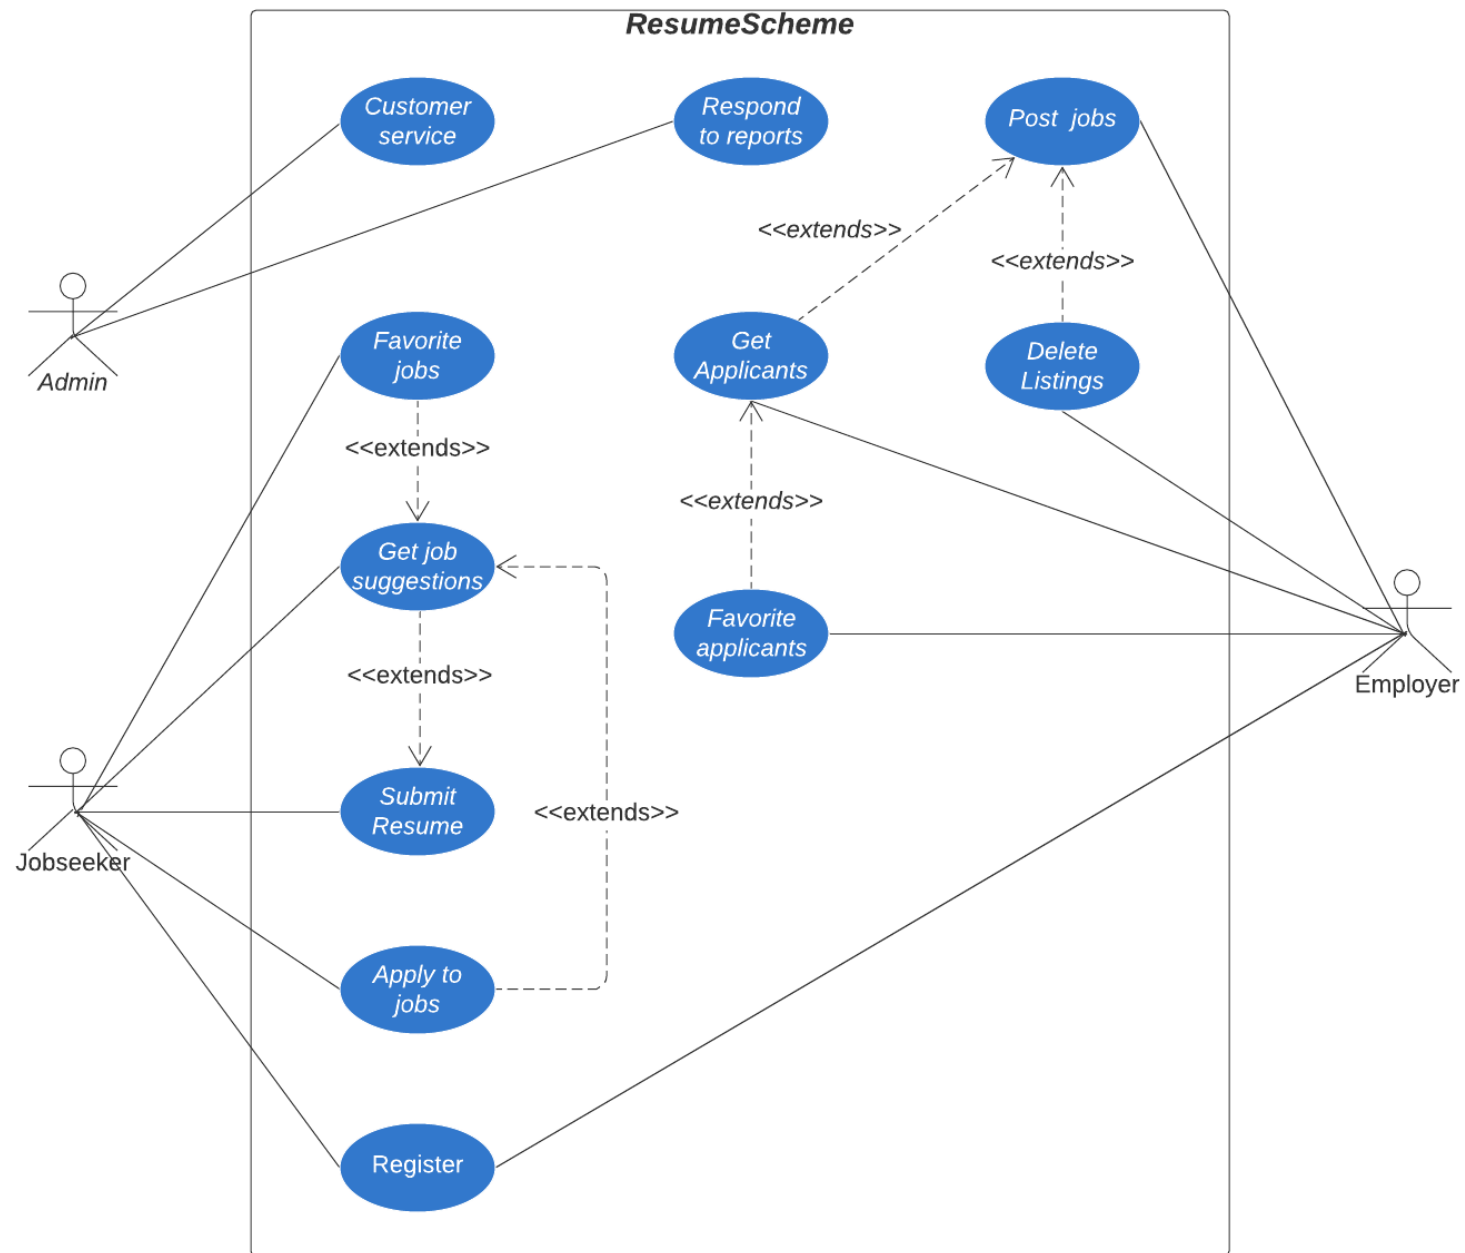 ResumeScheme
Customer
service
Respond
to reports
Post jobs
<<extends>>
<<extends>>
Admin
Favorite
jobs
Get
Applicants
Delete
Listings
<<extends>>
<<extends>>
Get job
suggestions
Favorite
applicants
<<extends>>
Employer
Submit
Resume
<<extends>>
Jobseeker
Apply to
jobs
Register